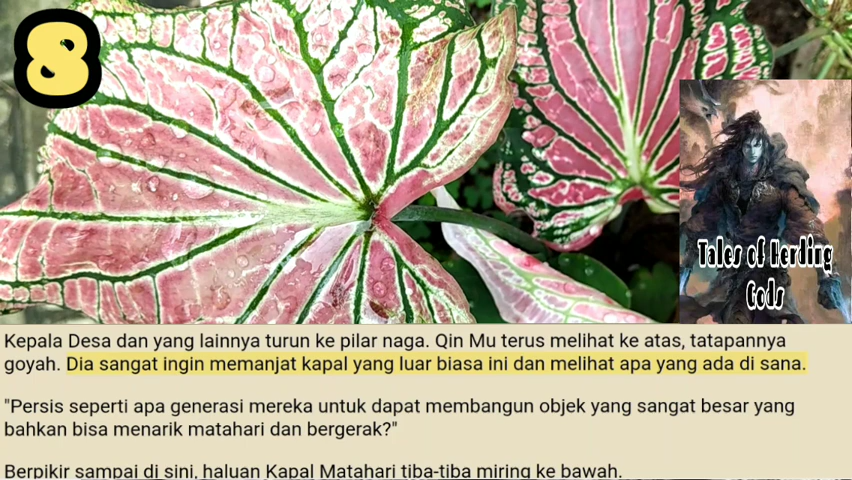 8
Tales of Herding
Gods
Kepala Desa dan yang lainnya turun ke pilar naga. Qin Mu terus melihat ke atas, tatapannya
goyah. Dia sangat ingin memanjat kapal yang luar biasa ini dan melihat apa yang ada di sana.
"Persis seperti apa generasi mereka untuk dapat membangun objek yang sangat besar yang
bahkan bisa menarik matahari dan bergerak?"
Berpikir sampai di sini, haluan Kapal Matahari tiba-tiba miring ke bawah.